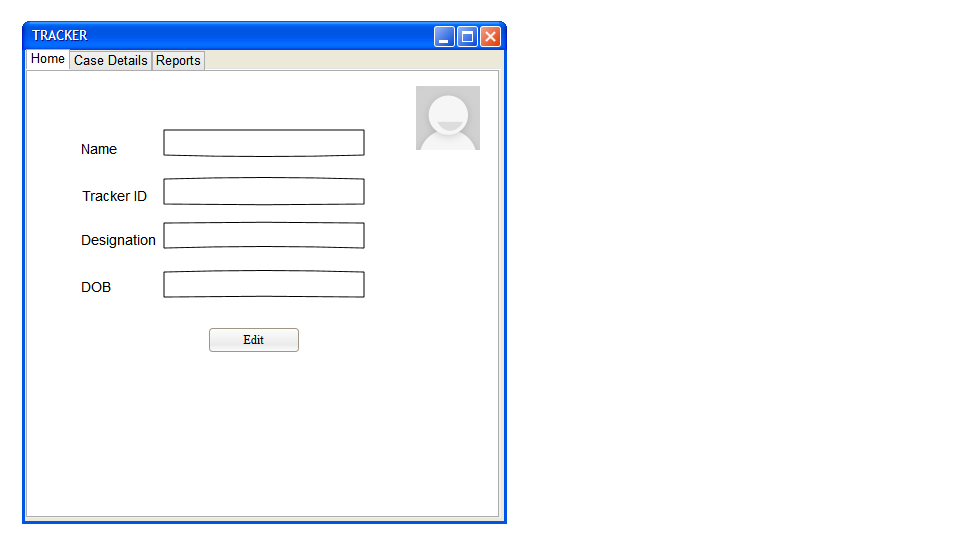 TRACKER
Home Case Details Reports
Name
Tracker ID
Designation
DOB
Edit